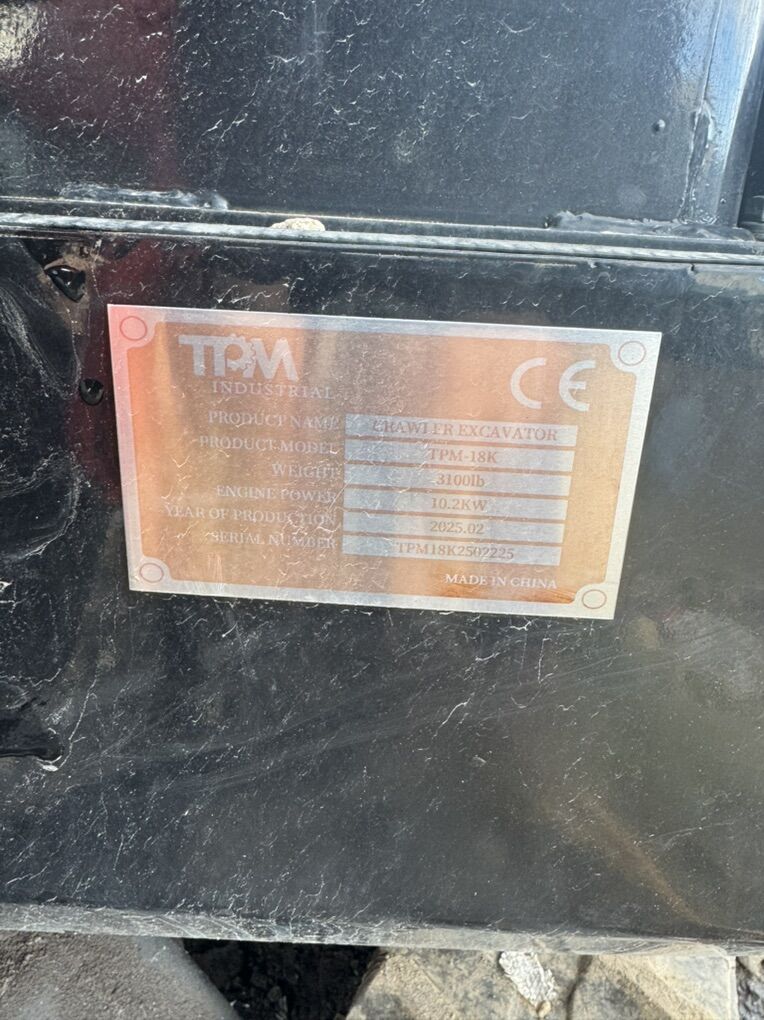 TPM
INDUSTRIAL
CE
PRODUCT NAME CRAWLER EXCAVATOR
PRODUCT MODEL TPM-18K
WEIGHT 3100lb
ENGINE POWER 10.2KW
YEAR OF PRODUCTION 2025.02
SERIAL NUMBER TPM18K2502225
MADE IN CHINA